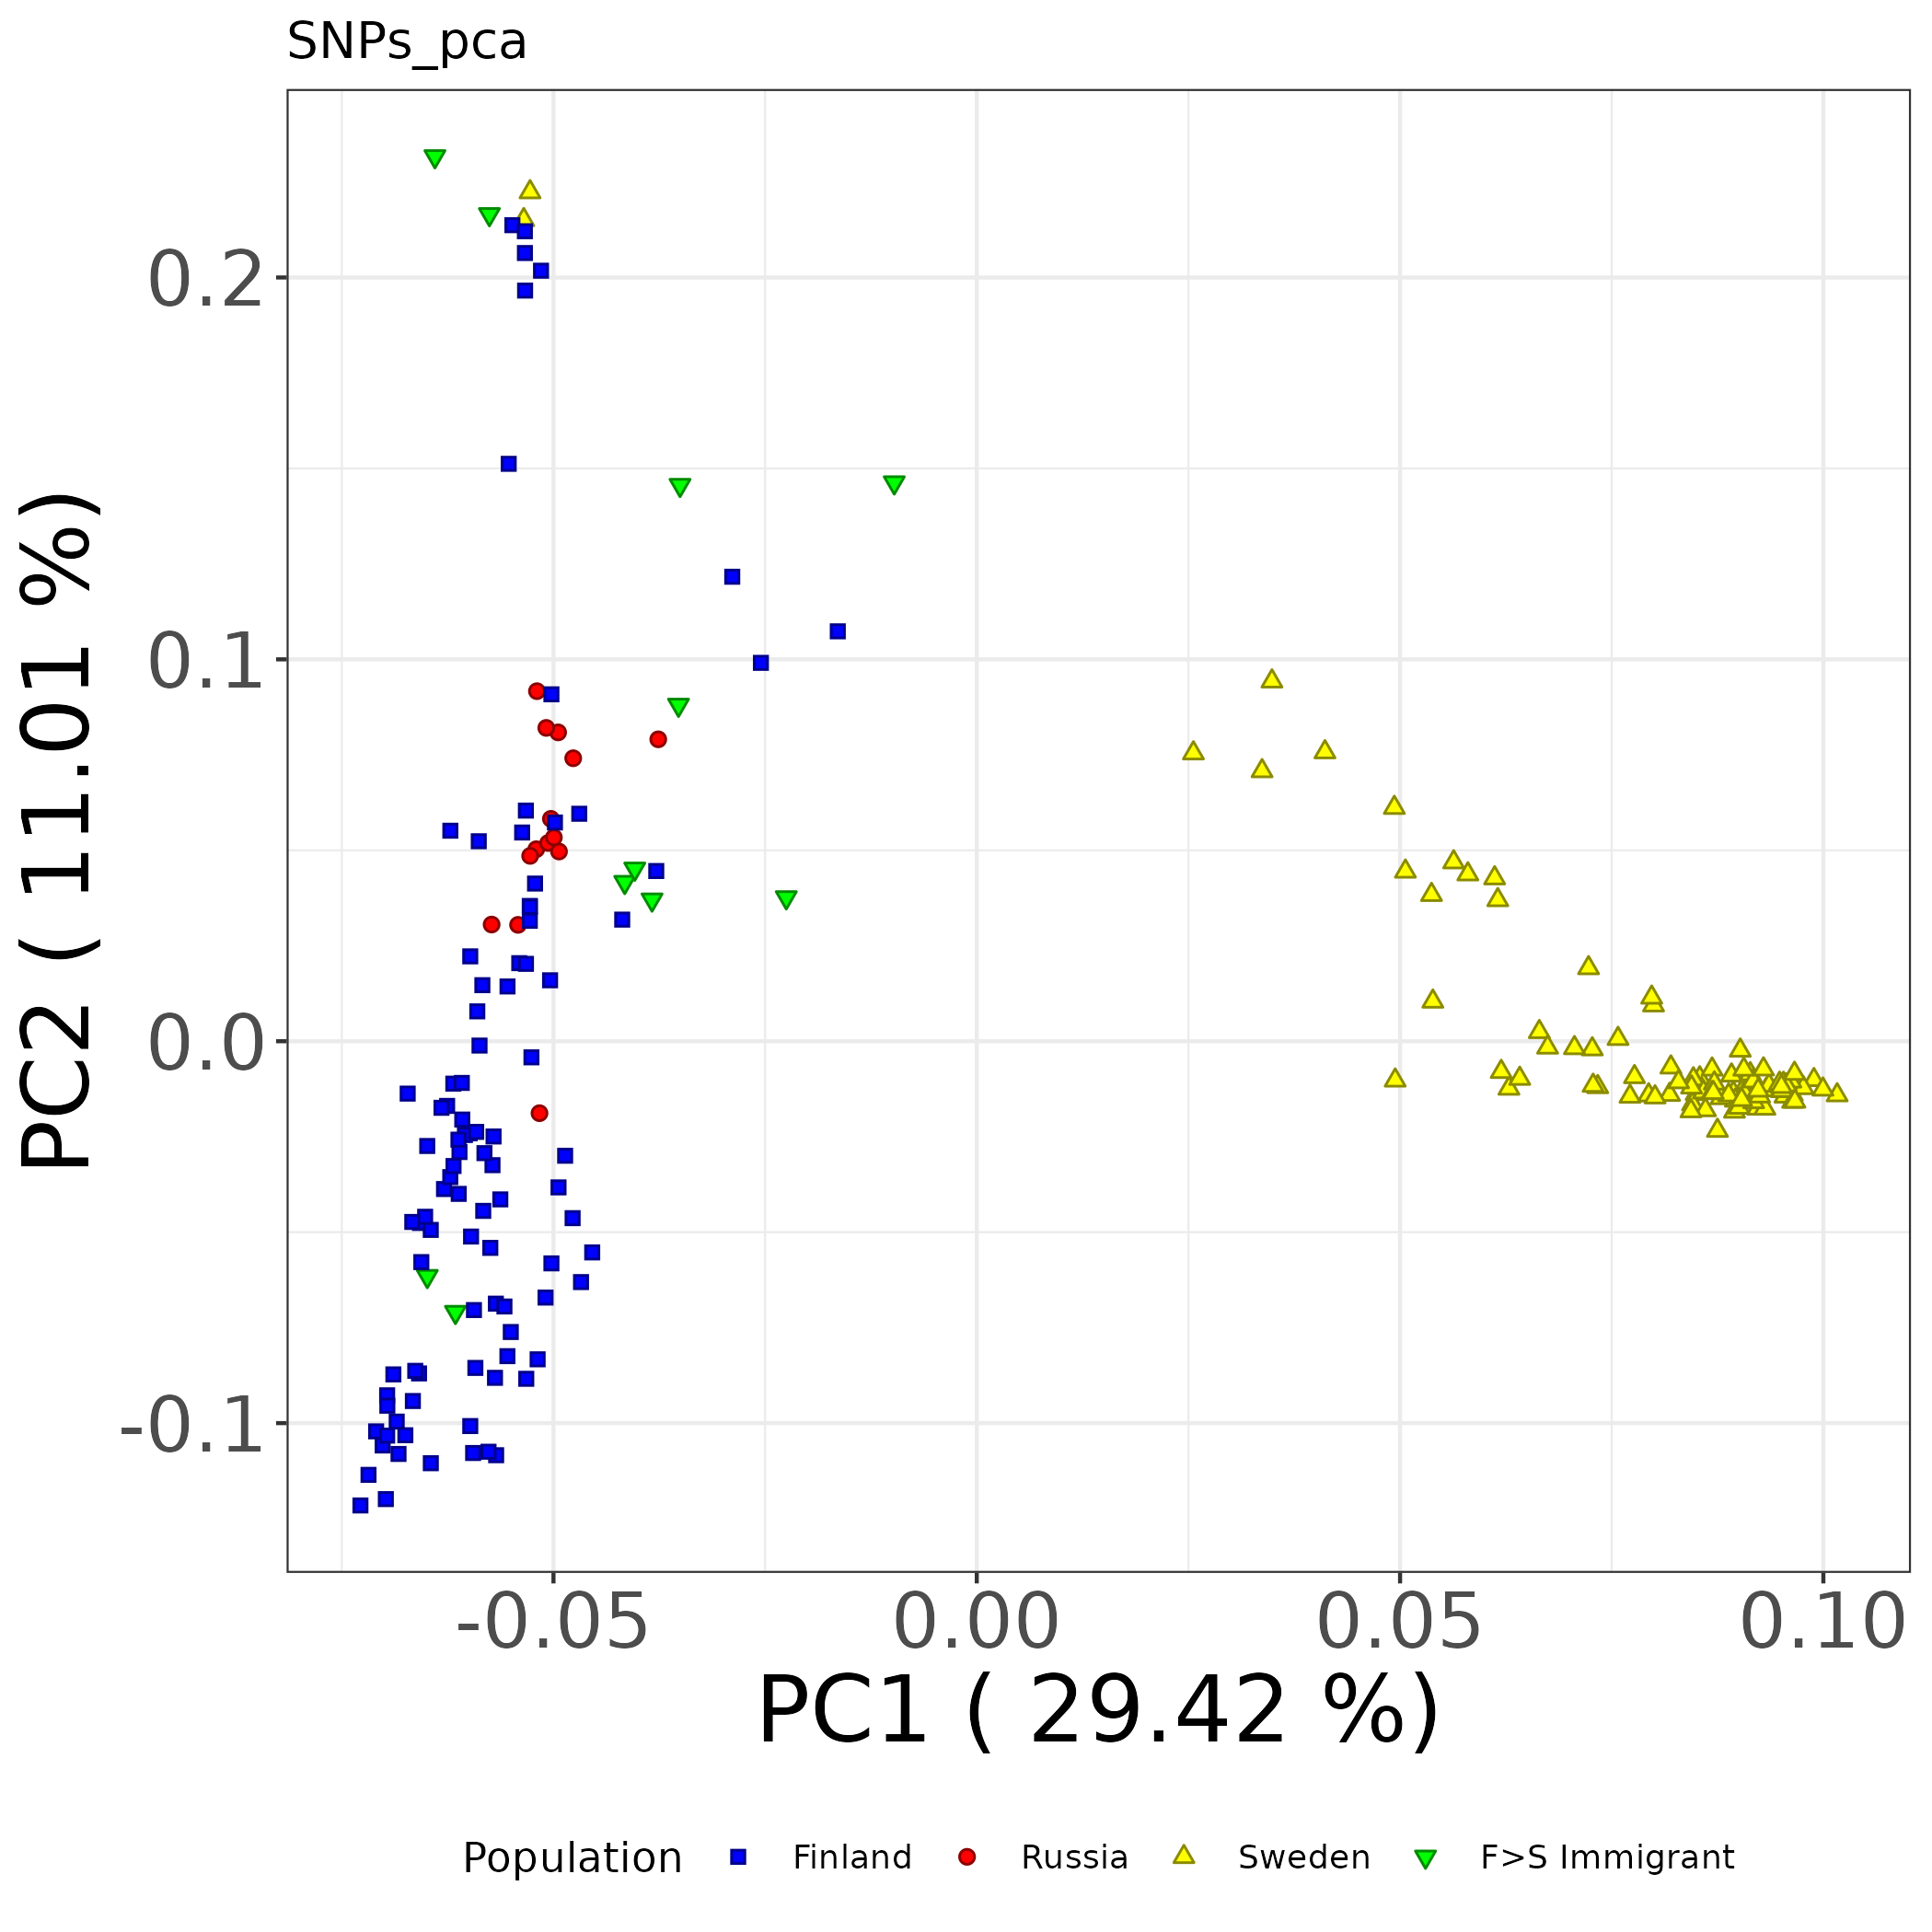 SNPs_pca
PC2 ( 11.01 %)
0.2
0.1
0.0
-0.1
-0.05 0.00 0.05 0.10
PC1 ( 29.42 %)
Population Finland Russia Sweden F>S Immigrant